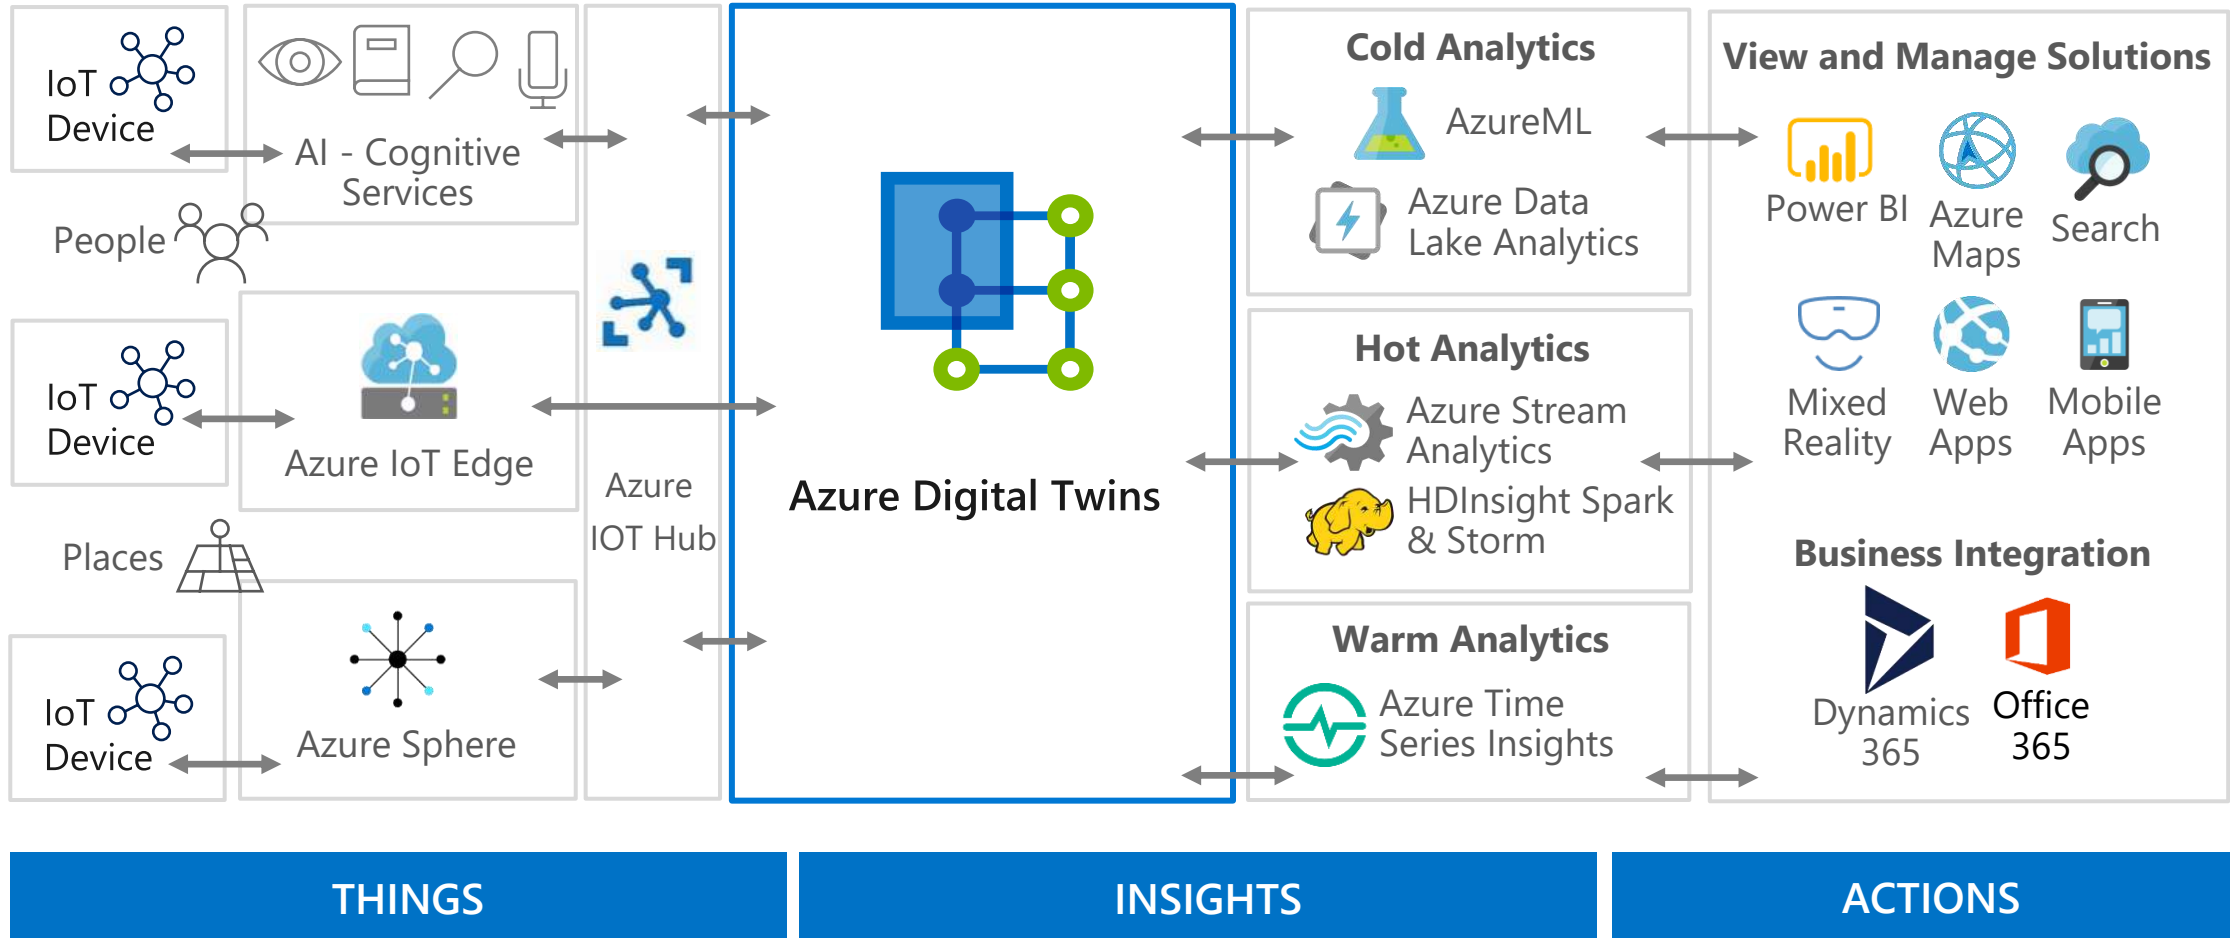 IoT
Device
AI - Cognitive
Services
People
IoT
Device
Azure IoT Edge
Places
IoT
Device
Azure Sphere
Azure
IOT Hub
Azure Digital Twins
Cold Analytics
AzureML
Azure Data
Lake Analytics
Hot Analytics
Azure Stream
Analytics
HDInsight Spark
& Storm
Warm Analytics
Azure Time
Series Insights
View and Manage Solutions
Power BI
Azure
Maps
Search
Mixed
Reality
Web
Apps
Mobile
Apps
Business Integration
Dynamics
365
Office
365
THINGS
INSIGHTS
ACTIONS